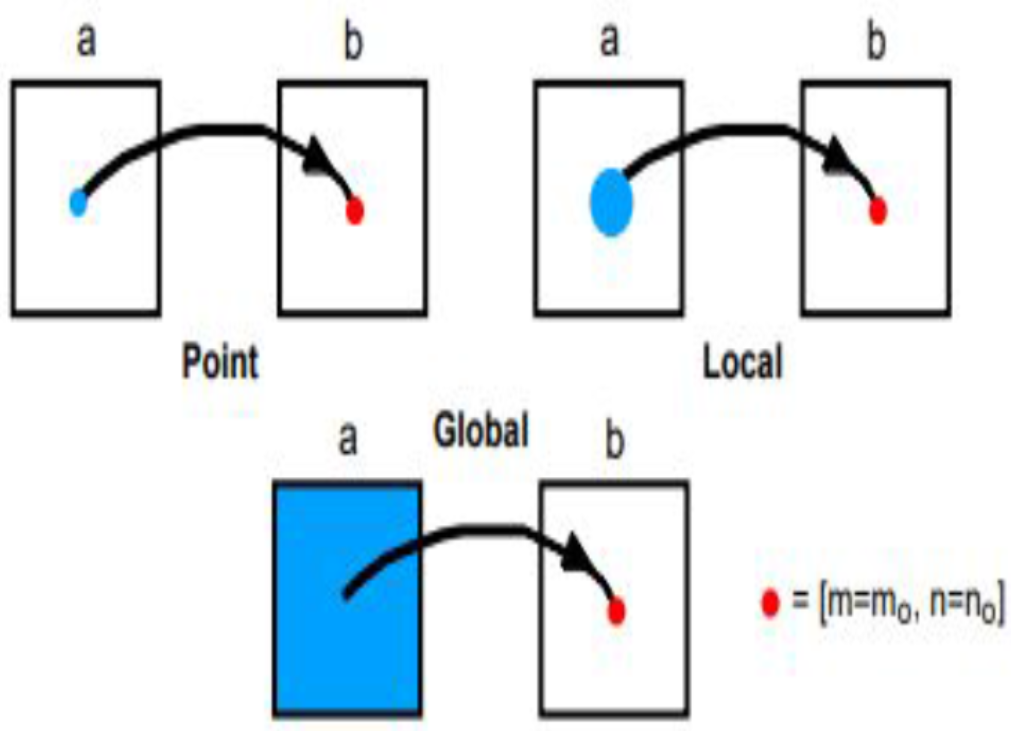 a b a b
Point Local
a Global b
= [m=mₒ, n=nₒ]